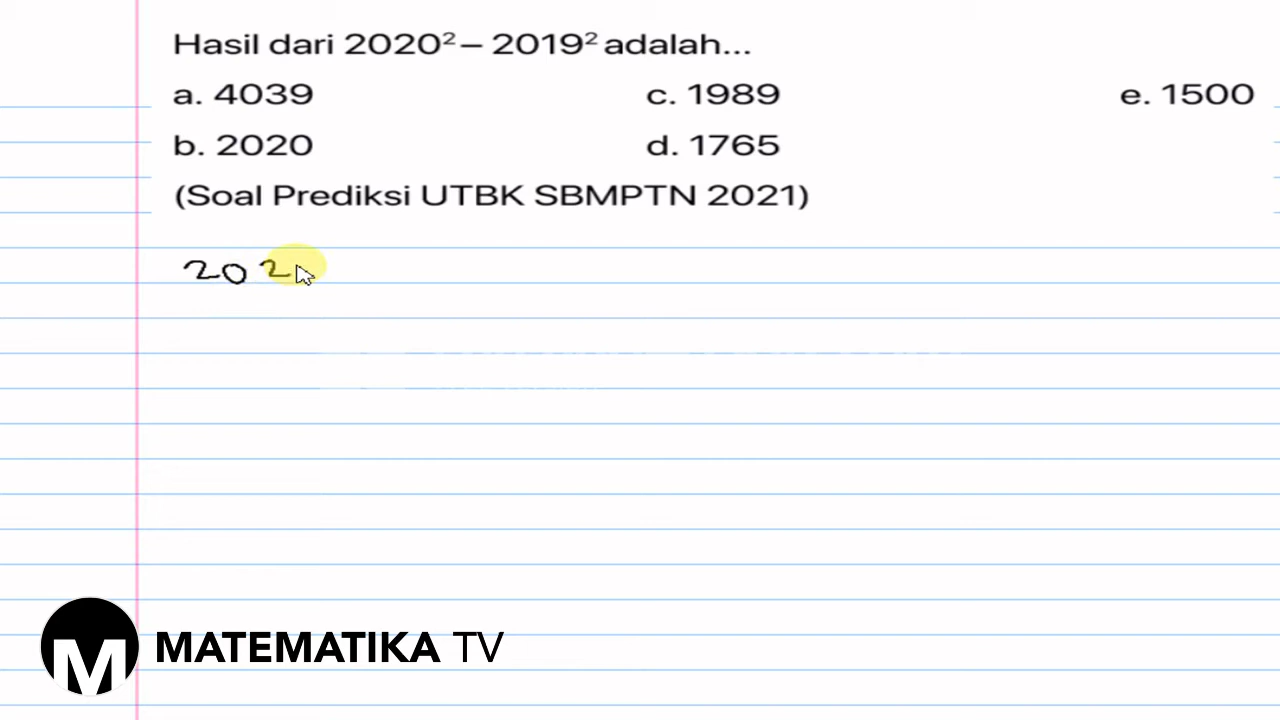 Hasil dari 2020² – 2019² adalah...
a. 4039 c. 1989 e. 1500
b. 2020 d. 1765
(Soal Prediksi UTBK SBMPTN 2021)
202
M MATEMATIKA TV